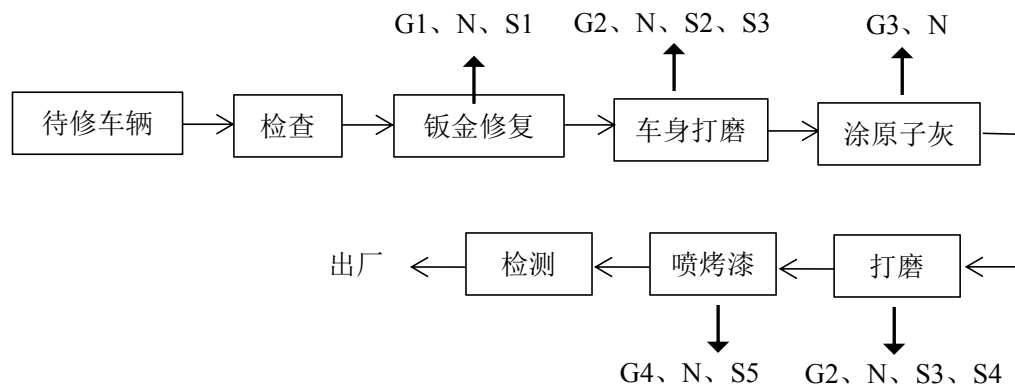 G1、N、S1
G2、N、S2、S3
G3、N
待修车辆
检查
钣金修复
车身打磨
涂原子灰
打磨
喷烤漆
检测
出厂
G2、N、S3、S4
G4、N、S5